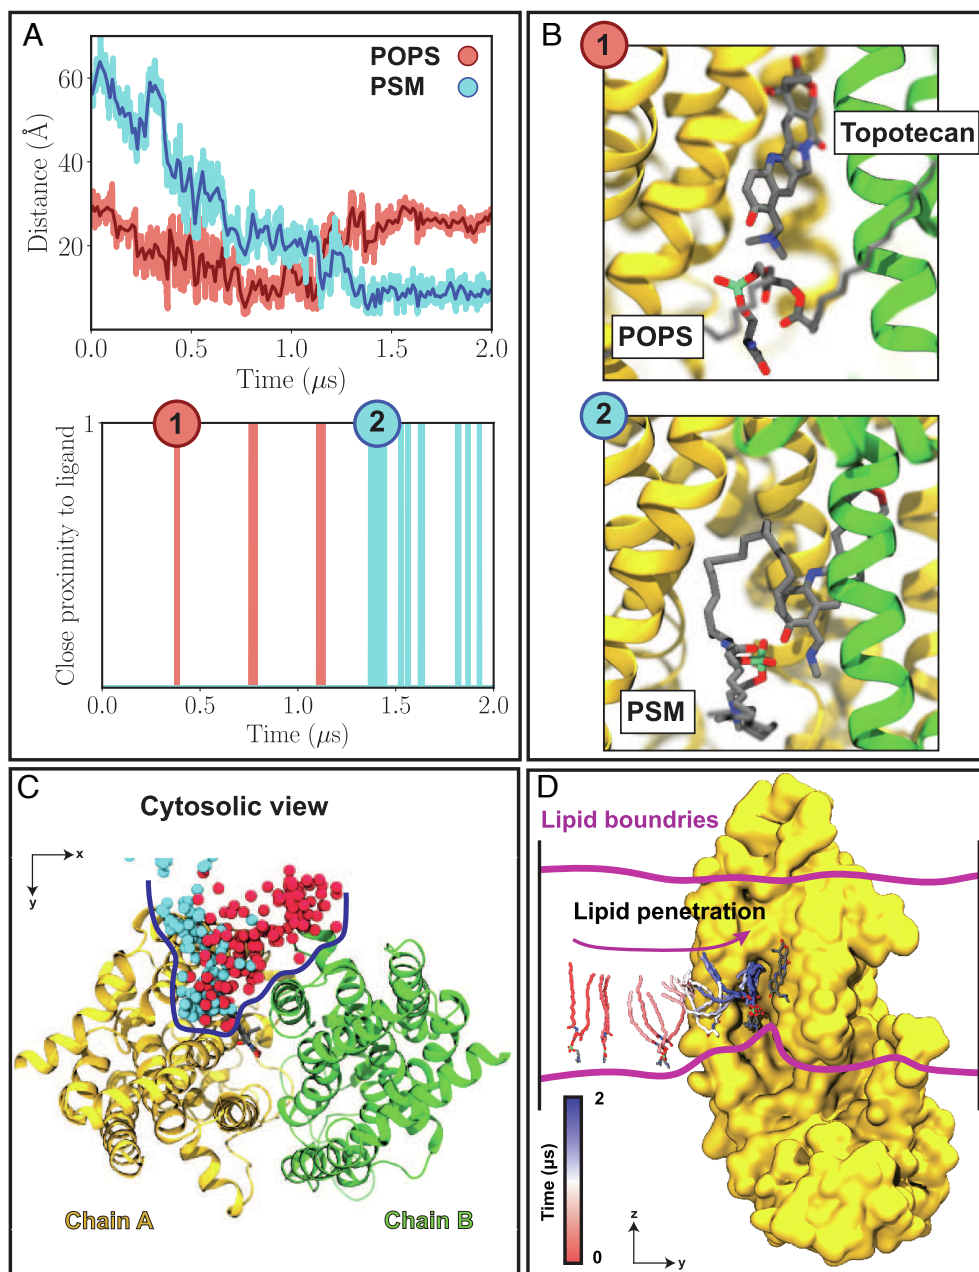 A
POPS
PSM
60
40
20
Distance (Å)
0.0 0.5 1.0 1.5 2.0
Time (μs)
1
1
2
Close proximity to ligand
0.0 0.5 1.0 1.5 2.0
Time (μs)
B
1
Topotecan
POPS
2
PSM
C
Cytosolic view
x
y
Chain A
Chain B
D
Lipid boundries
Lipid penetration
2
Time (μs)
0
z
y